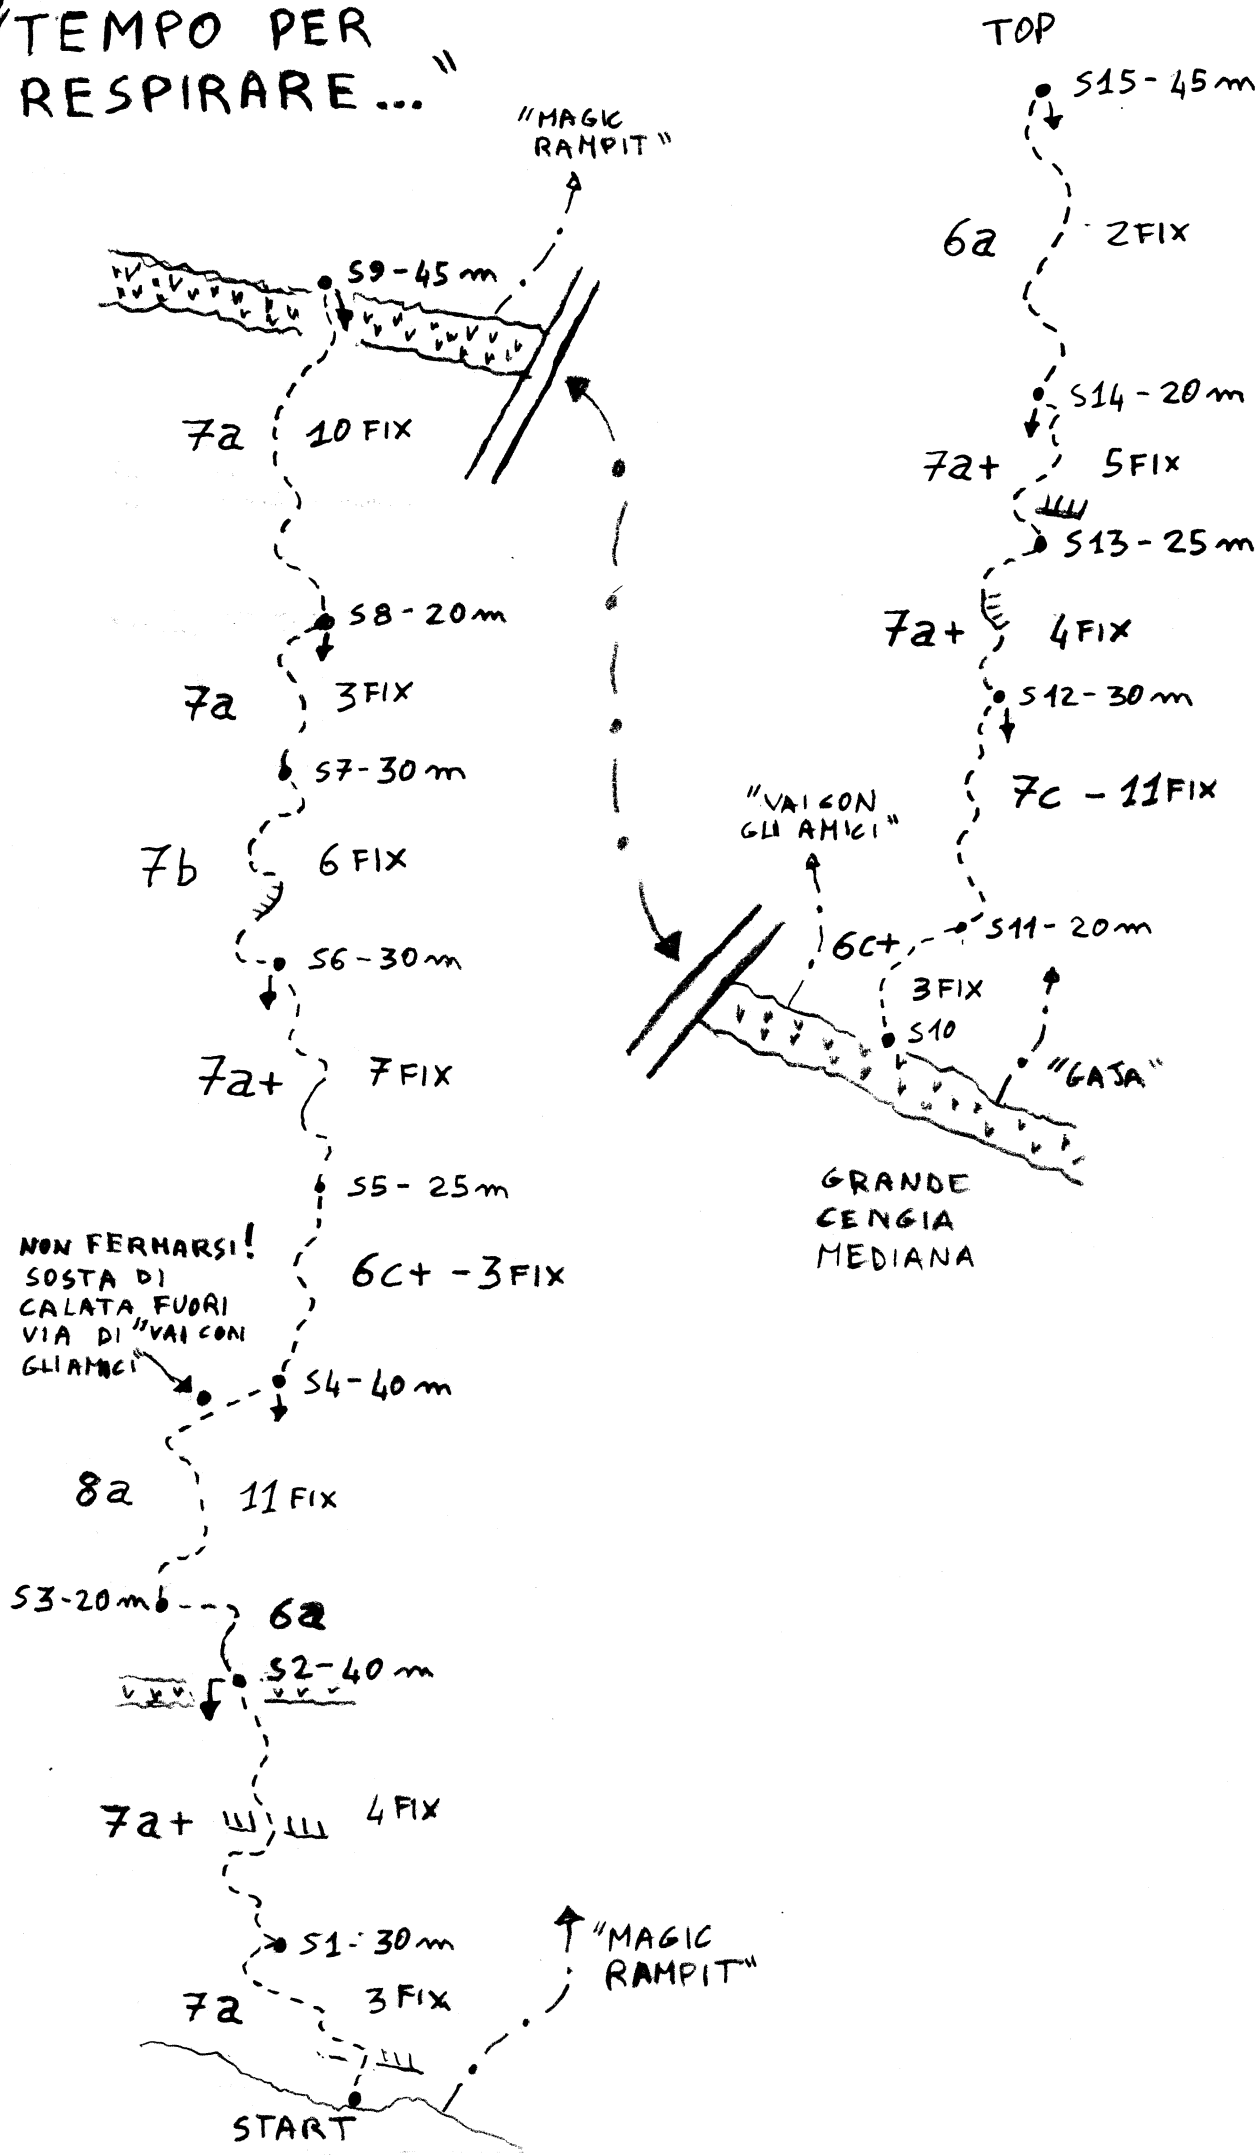 "TEMPO PER
RESPIRARE..."
"MAGIC
RAMPIT"
S9-45m
7a
10 FIX
S8-20m
7a
3 FIX
S7-30m
7b
6 FIX
S6-30m
7a+
7 FIX
S5-25m
NON FERMARSI!
SOSTA DI
CALATA FUORI
VIA DI "VAI CON
GLI AMICI"
6c+ -3FIX
S4-40m
8a
11 FIX
S3-20m
6a
S2-40m
7a+
4 FIX
S1-30m
7a
3 FIX
"MAGIC
RAMPIT"
START
TOP
S15-45m
6a
2FIX
S14-20m
7a+
5FIX
S13-25m
7a+
4FIX
S12-30m
7c -11FIX
"VAI CON
GLI AMICI"
6c+
S11-20m
3FIX
S10
"GAJA"
GRANDE
CENGIA
MEDIANA